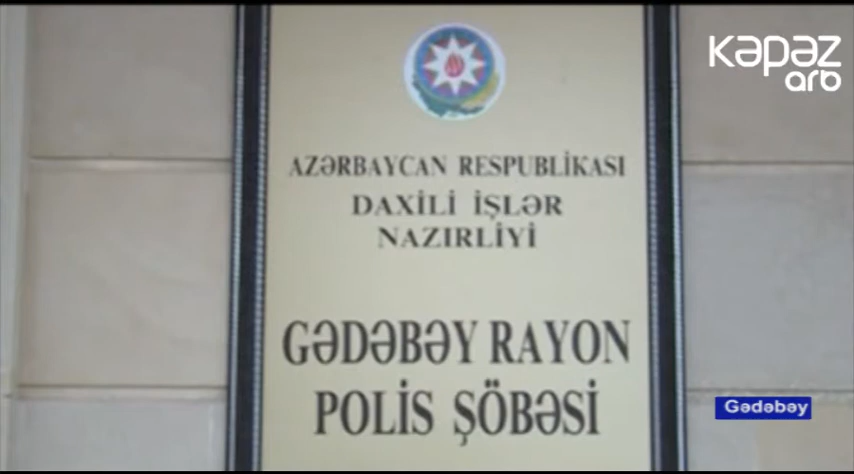 Kəpəz
arb
AZƏRBAYCAN RESPUBLİKASI
DAXİLİ İŞLƏR
NAZIRLİYİ
GƏDƏBƏY RAYON
POLİS ŞÖBƏSİ
Gədəbəy